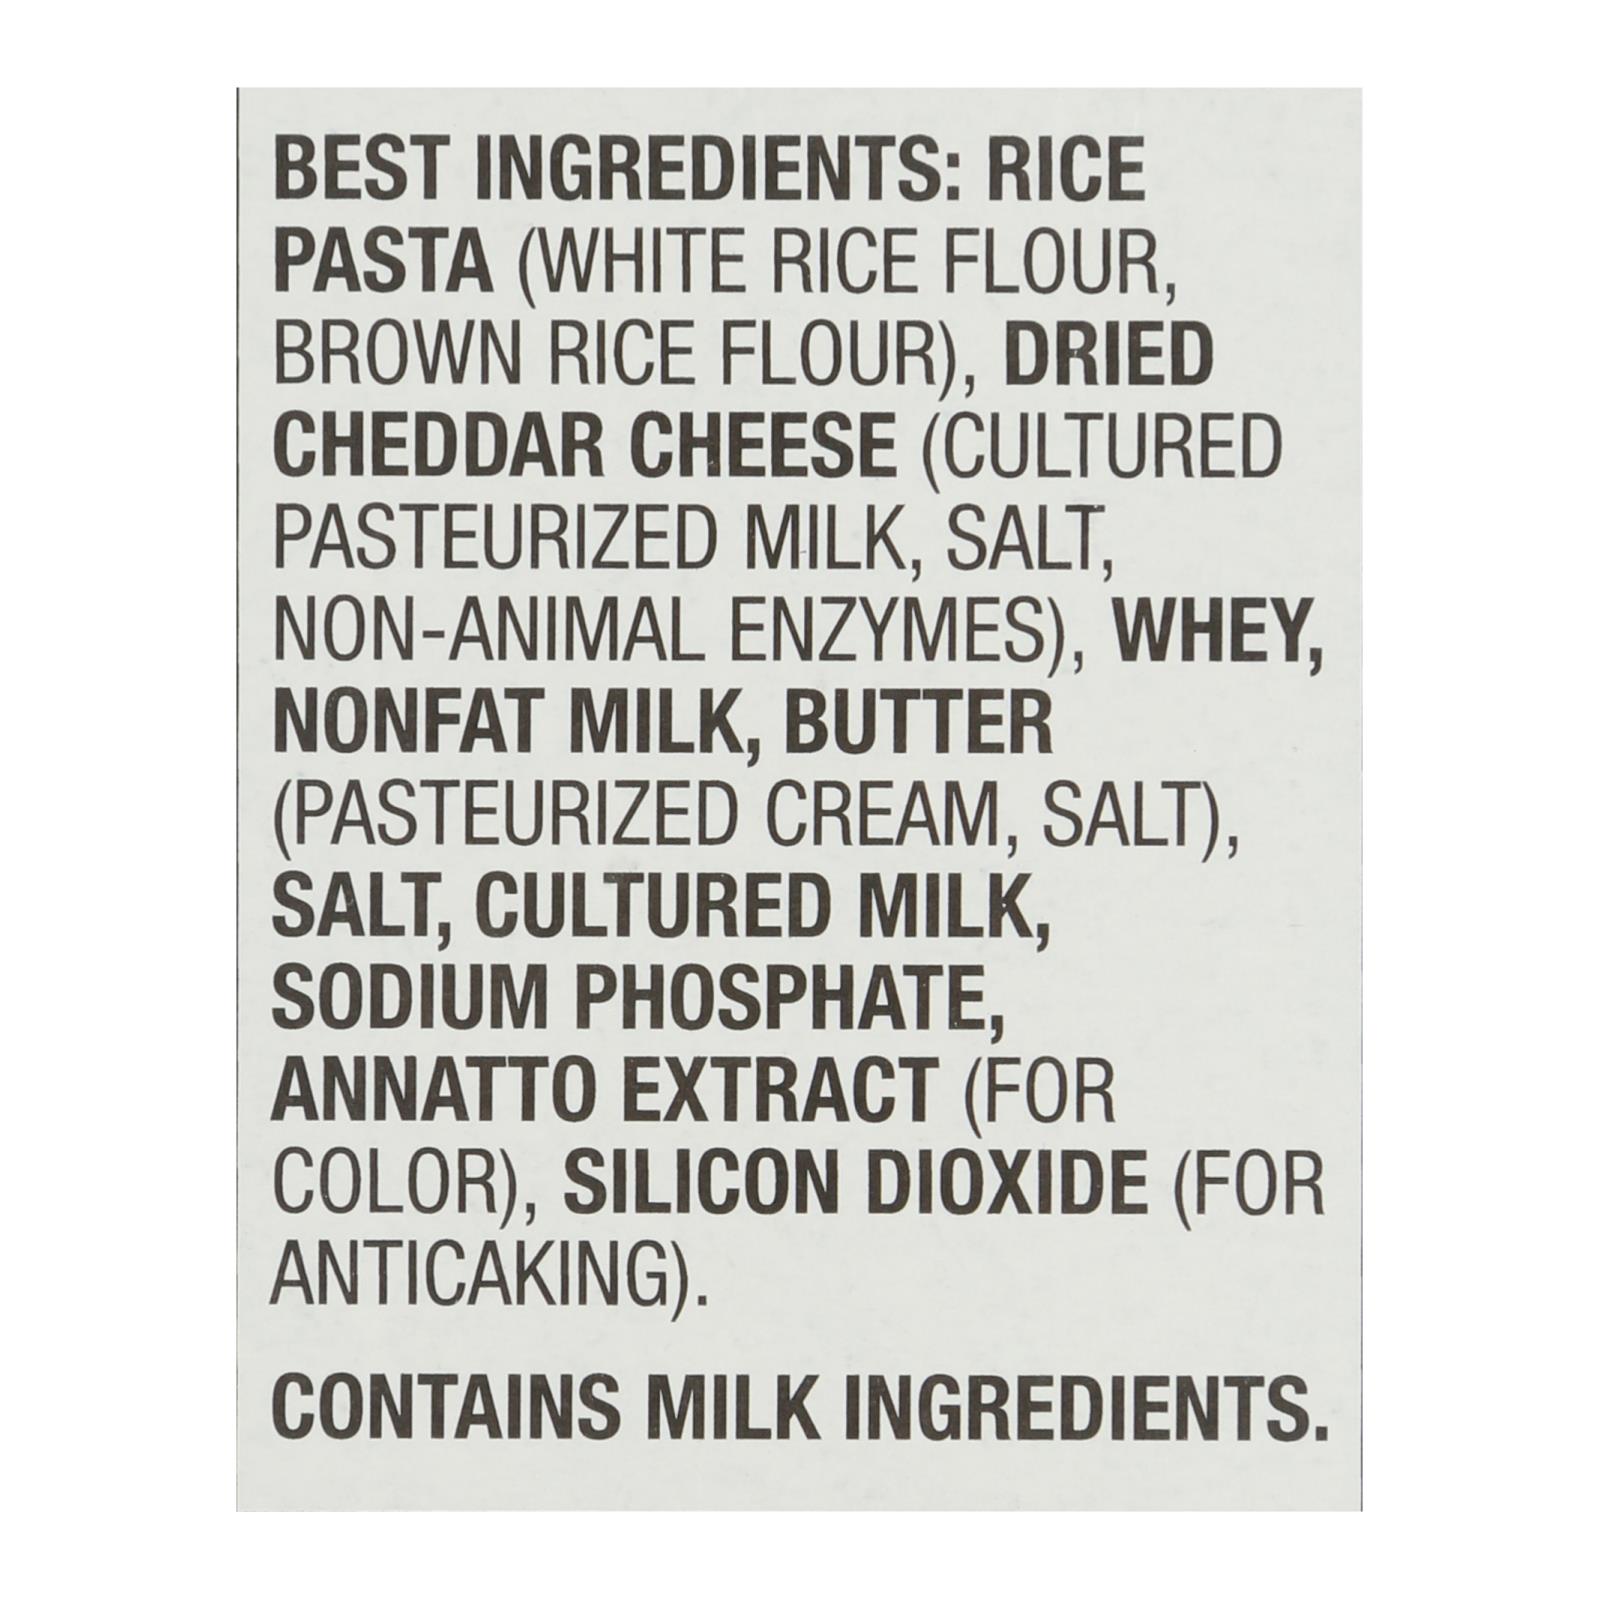 BEST INGREDIENTS: RICE
PASTA (WHITE RICE FLOUR,
BROWN RICE FLOUR), DRIED
CHEDDAR CHEESE (CULTURED
PASTEURIZED MILK, SALT,
NON-ANIMAL ENZYMES), WHEY,
NONFAT MILK, BUTTER
(PASTEURIZED CREAM, SALT),
SALT, CULTURED MILK,
SODIUM PHOSPHATE,
ANNATTO EXTRACT (FOR
COLOR), SILICON DIOXIDE (FOR
ANTICAKING).
CONTAINS MILK INGREDIENTS.